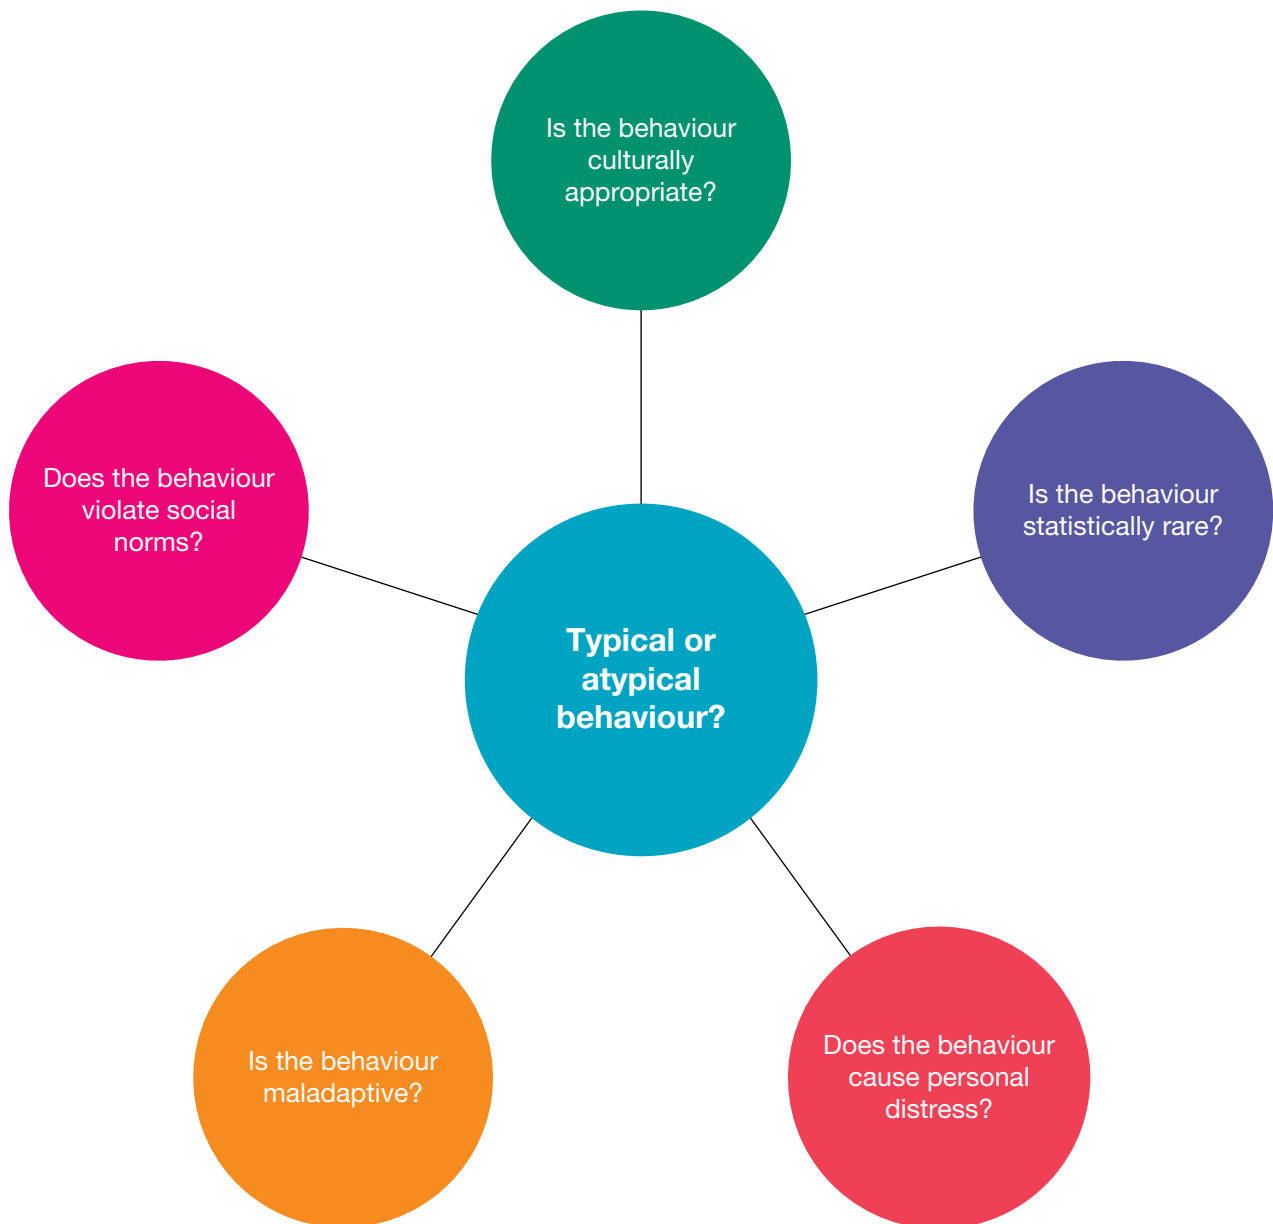 Is the behaviour
culturally
appropriate?
Does the behaviour
violate social
norms?
Is the behaviour
statistically rare?
Typical or
atypical
behaviour?
Is the behaviour
maladaptive?
Does the behaviour
cause personal
distress?